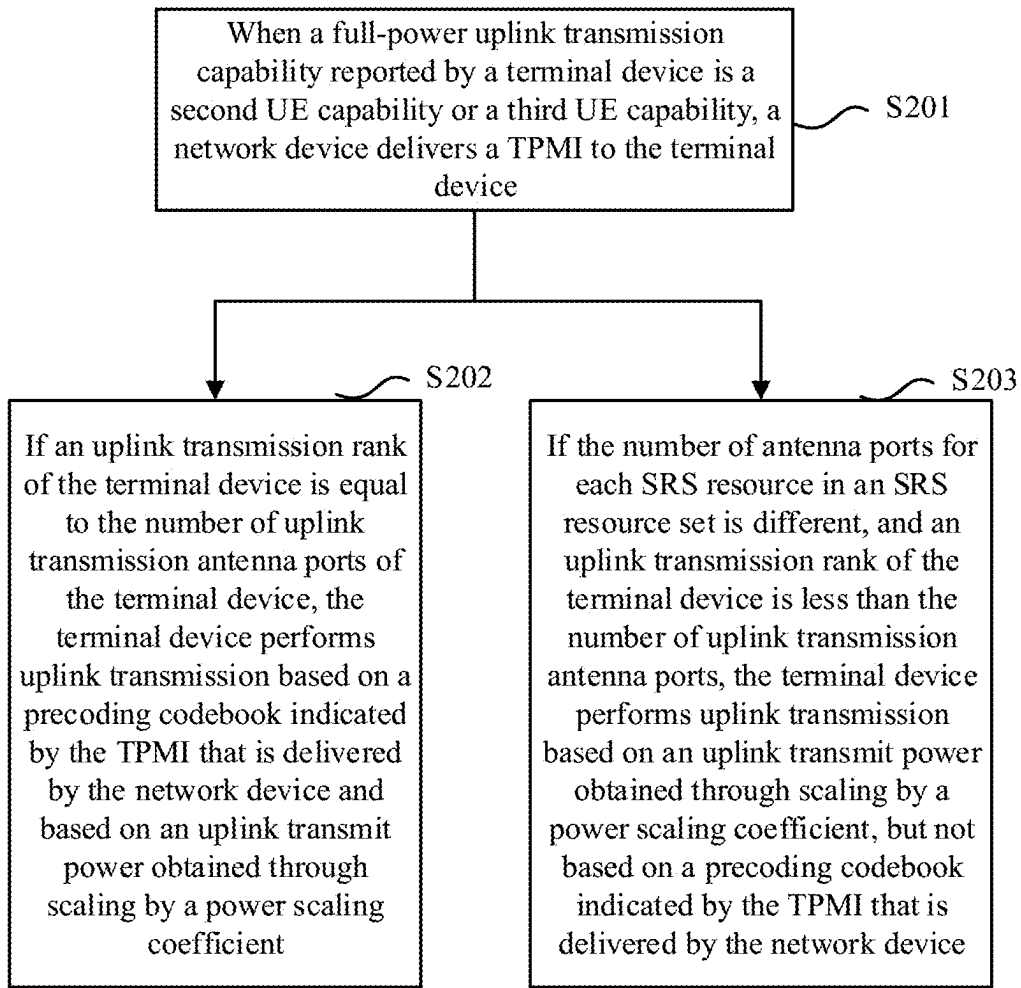 When a full-power uplink transmission
capability reported by a terminal device is a
second UE capability or a third UE capability, a
network device delivers a TPMI to the terminal
device
S201
S202
If an uplink transmission rank
of the terminal device is equal
to the number of uplink
transmission antenna ports of
the terminal device, the
terminal device performs
uplink transmission based on a
precoding codebook indicated
by the TPMI that is delivered
by the network device and
based on an uplink transmit
power obtained through
scaling by a power scaling
coefficient
S203
If the number of antenna ports for
each SRS resource in an SRS
resource set is different, and an
uplink transmission rank of the
terminal device is less than the
number of uplink transmission
antenna ports, the terminal device
performs uplink transmission
based on an uplink transmit power
obtained through scaling by a
power scaling coefficient, but not
based on a precoding codebook
indicated by the TPMI that is
delivered by the network device